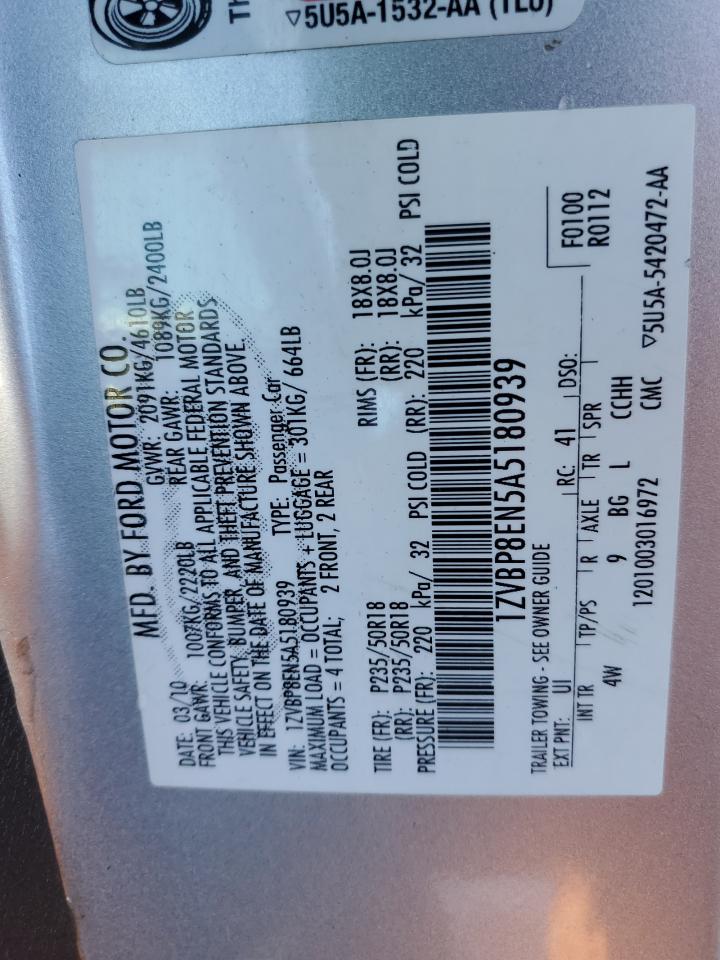 TH
▽5U5A-1532-AA (TEO)
MFD. BY FORD MOTOR CO.
DATE: 03/10 GVWR: 2091KG/4610LB
FRONT GAWR: 1007KG/2220LB REAR GAWR: 1089KG/2400LB
THIS VEHICLE CONFORMS TO ALL APPLICABLE FEDERAL MOTOR
VEHICLE SAFETY, BUMPER, AND THEFT PREVENTION STANDARDS
IN EFFECT ON THE DATE OF MANUFACTURE SHOWN ABOVE.
VIN: 1ZVBP8EN5A5180939 TYPE: Passenger Car
MAXIMUM LOAD = OCCUPANTS + LUGGAGE = 301KG/ 664LB
OCCUPANTS = 4 TOTAL; 2 FRONT, 2 REAR
TIRE (FR): P235/50R18 RIMS (FR): 18X8.0J
(RR): P235/50R18 (RR): 18X8.0J
PRESSURE (FR): 220 kPa/ 32 PSI COLD (RR): 220 kPa/ 32 PSI COLD
1ZVBP8EN5A5180939
TRAILER TOWING - SEE OWNER GUIDE F0100
EXT PNT: UI RC: 41 DSO: R0112
INT TR TP/PS R AXLE TR SPR
4W 9 BG L CCHH
1201003016972 CMC ▽5U5A-5420472-AA